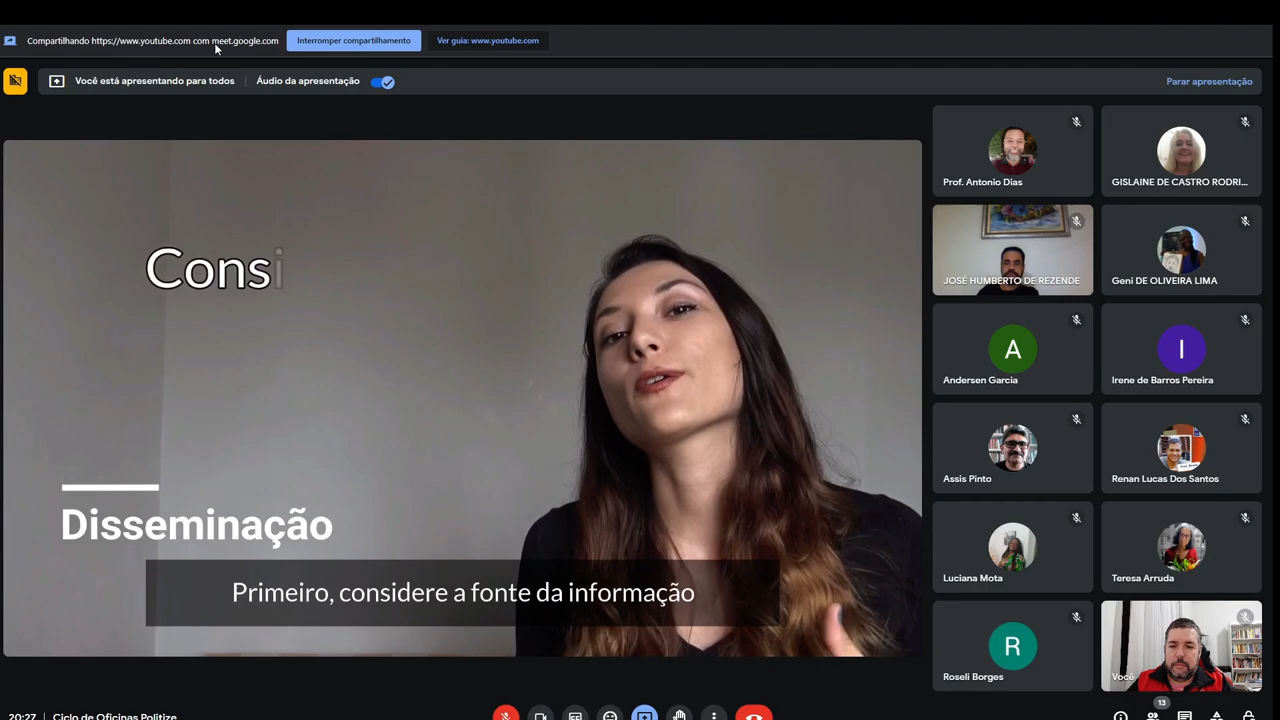 Compartilhando https://www.youtube.com com meet.google.com
Interromper compartilhamento
Ver guia: www.youtube.com
Você está apresentando para todos
Áudio da apresentação
Parar apresentação
Consi
Disseminação
Primeiro, considere a fonte da informação
Prof. Antonio Dias
GISLAINE DE CASTRO RODRI...
JOSÉ HUMBERTO DE REZENDE
Geni DE OLIVEIRA LIMA
A
Andersen Garcia
I
Irene de Barros Pereira
Assis Pinto
Renan Lucas Dos Santos
Luciana Mota
Teresa Arruda
R
Roseli Borges
Você
20:27
Ciclo de Oficinas Politize
13